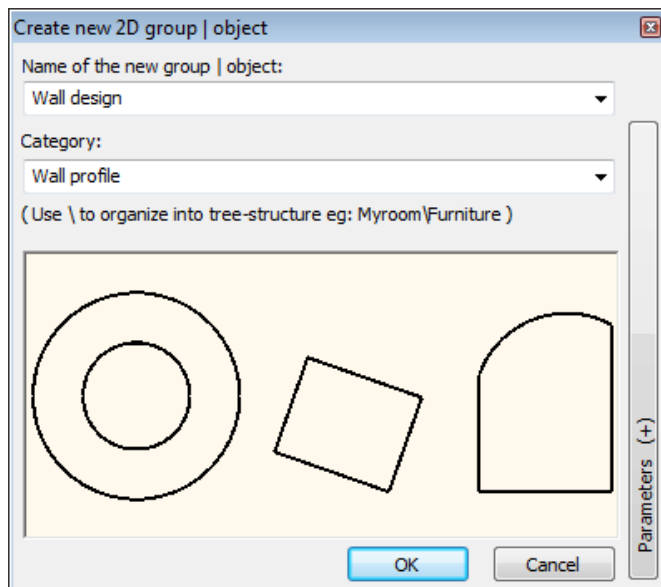 Create new 2D group | object
Name of the new group | object:
Wall design
Category:
Wall profile
( Use \ to organize into tree-structure eg: Myroom\Furniture )
Parameters (+)
OK
Cancel